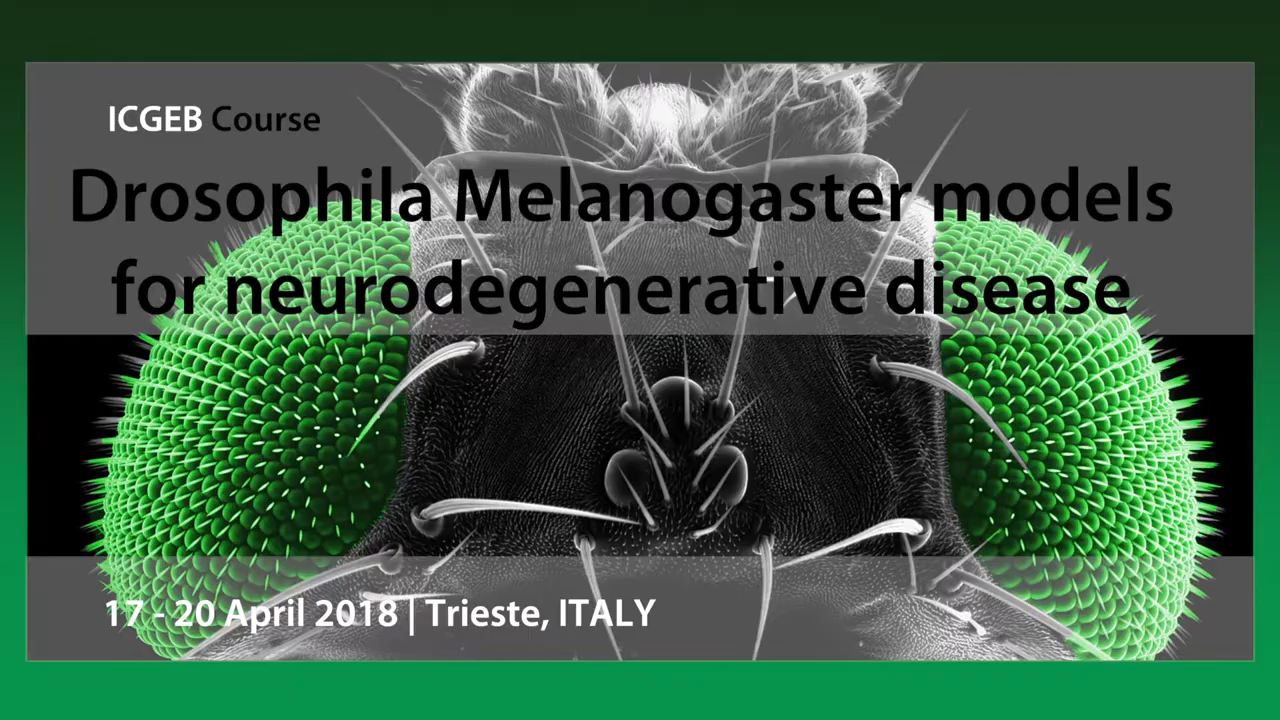 ICGEB Course
Drosophila Melanogaster models
for neurodegenerative disease
17 - 20 April 2018 | Trieste, ITALY